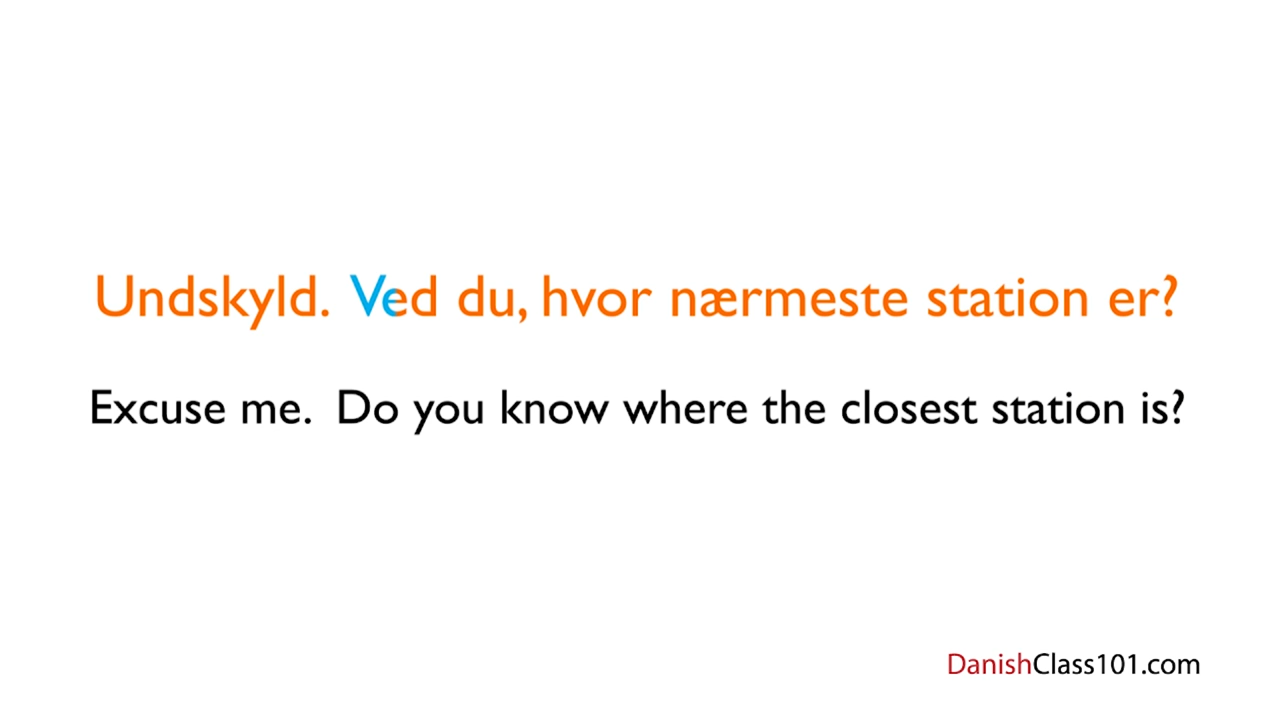 Undskyld. Ved du, hvor nærmeste station er?
Excuse me. Do you know where the closest station is?
DanishClass101.com